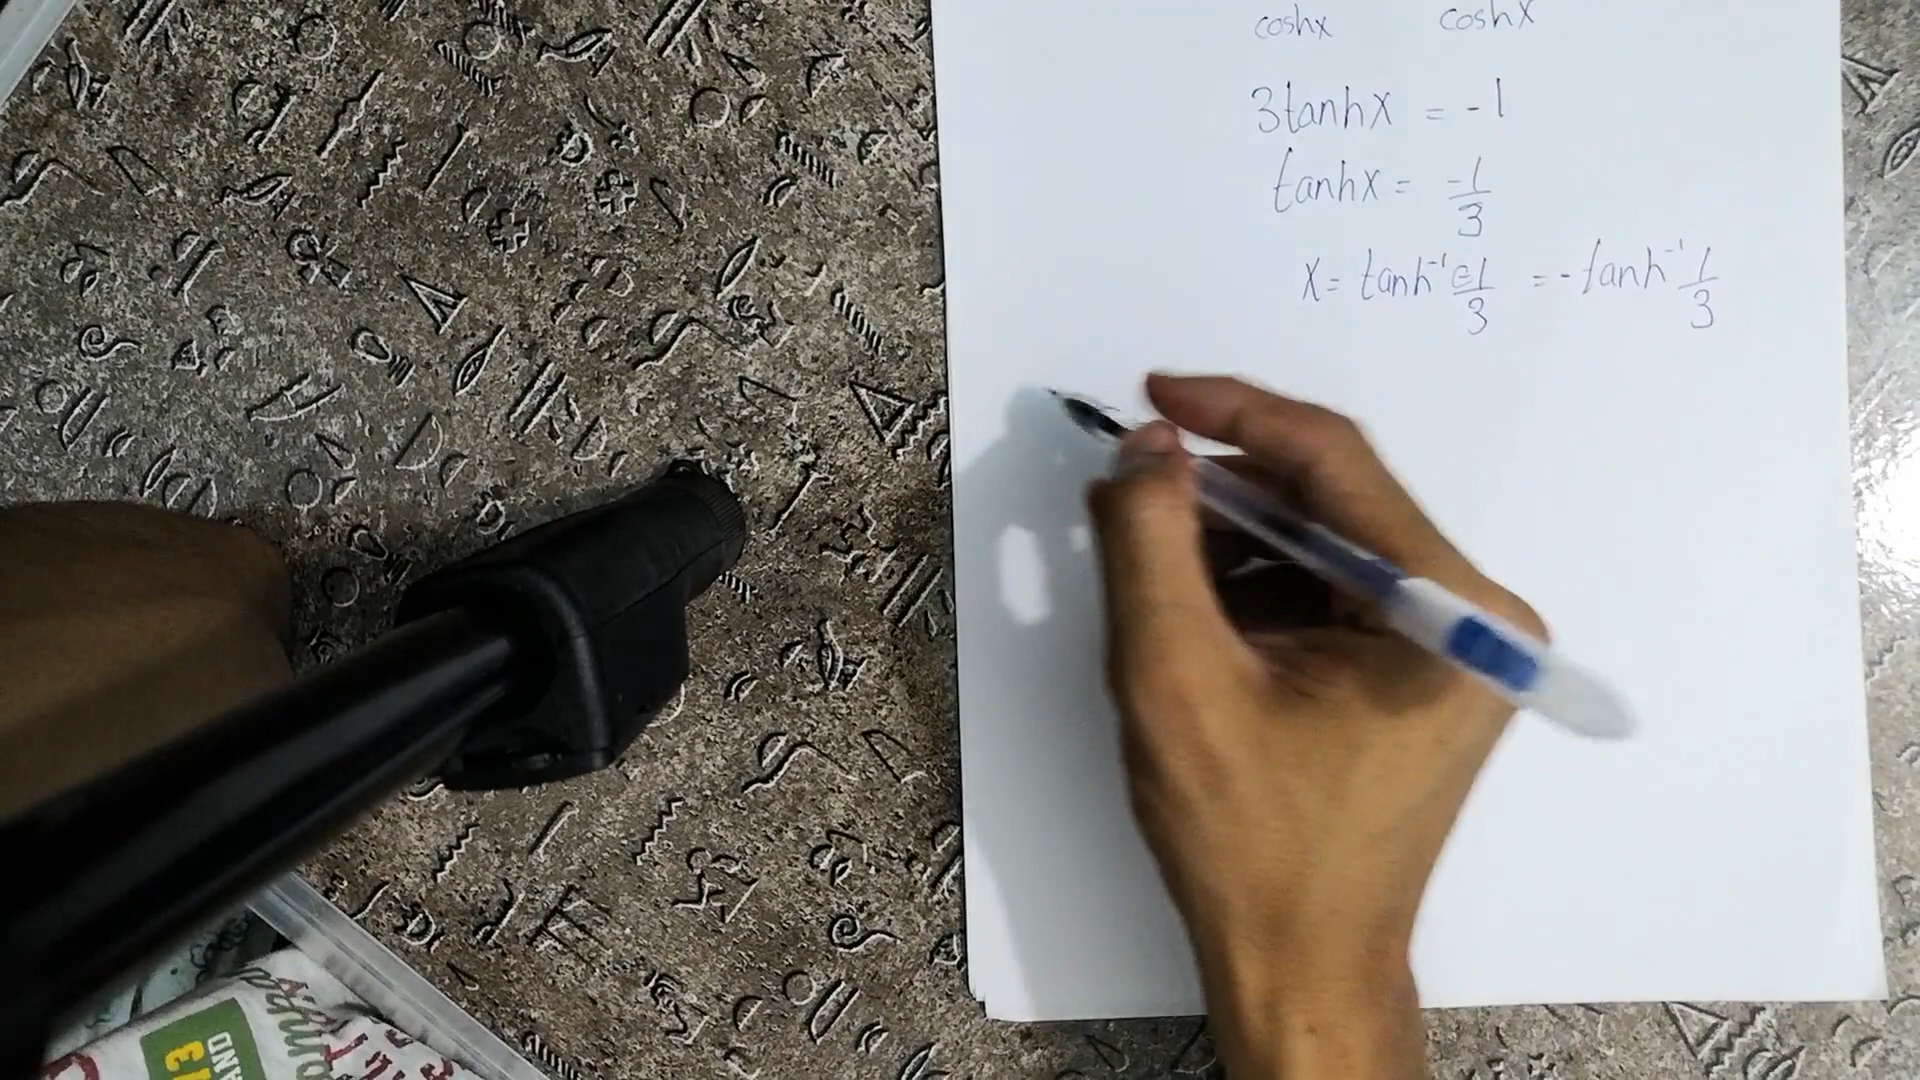 coshx coshx
3tanhx = -1
tanhx = -1/3
x = tanh⁻¹ -1/3 = -tanh⁻¹ 1/3